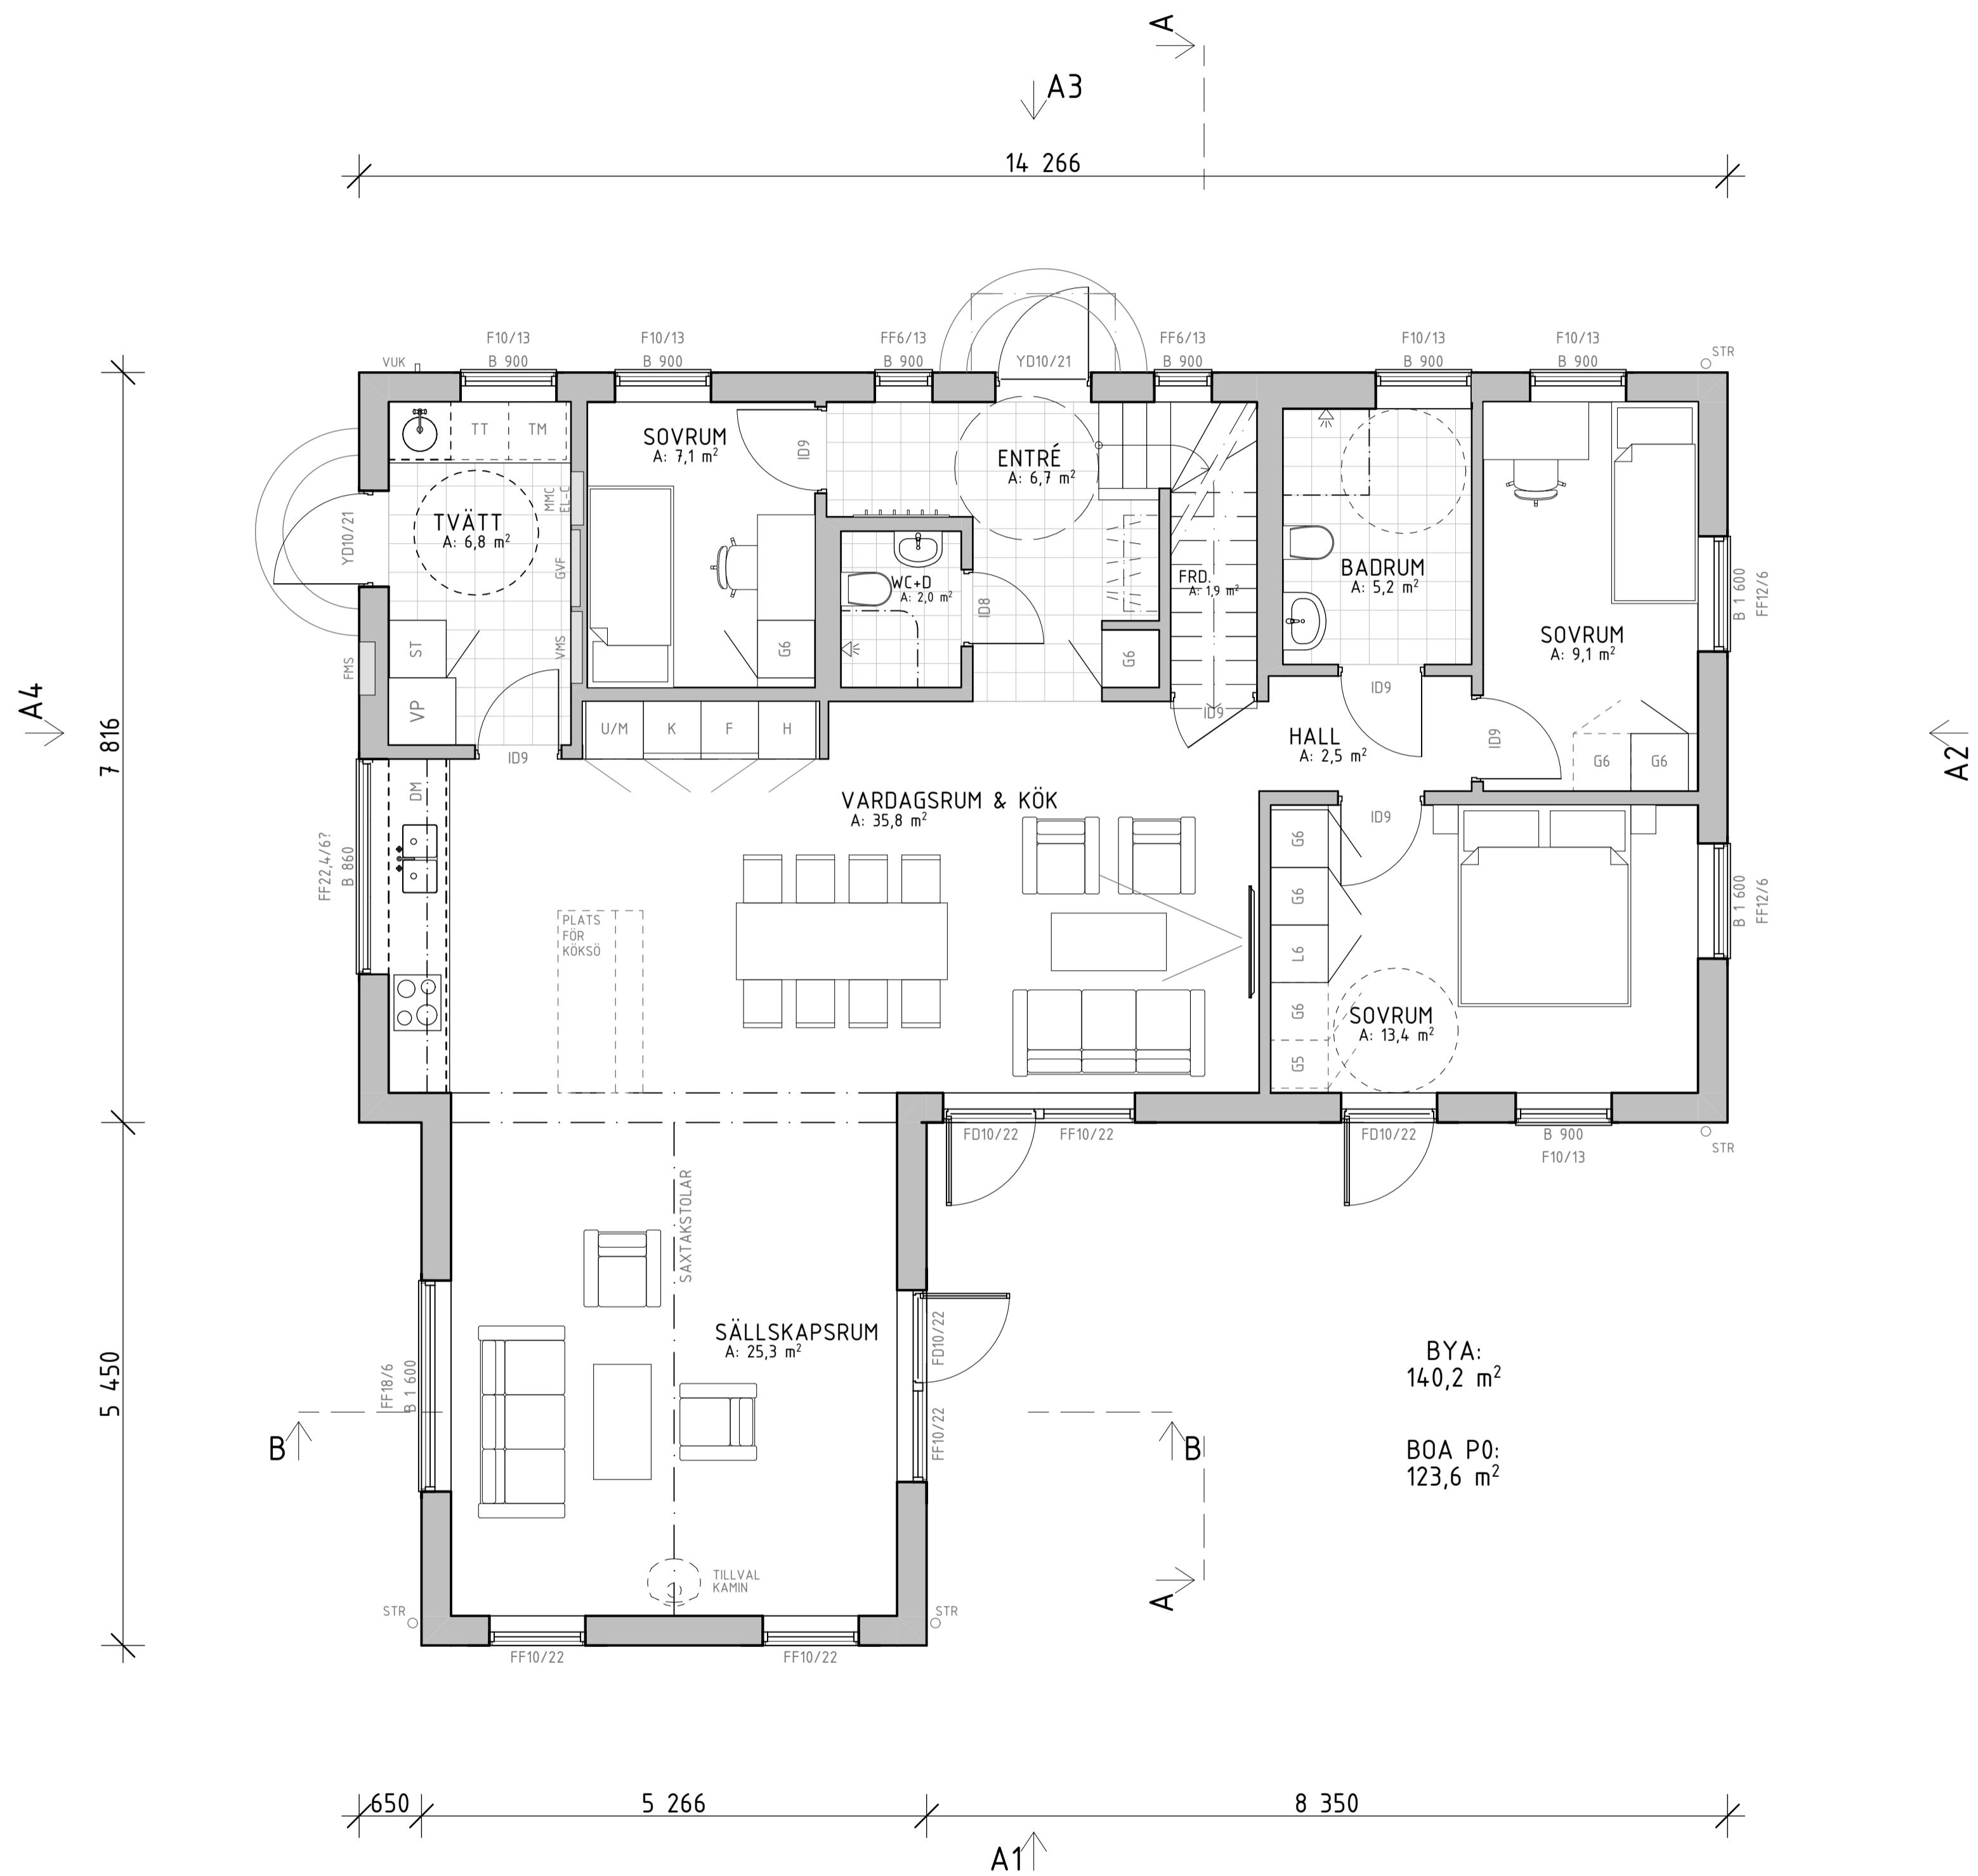 A
A3
14 266
F10/13
B 900
F10/13
B 900
FF6/13
B 900
YD10/21
FF6/13
B 900
F10/13
B 900
F10/13
B 900
STR
VUK
TT
TM
SOVRUM
A: 7,1 m²
ID9
ENTRÉ
A: 6,7 m²
MMC
EL-C
YD10/21
TVÄTT
A: 6,8 m²
GVF
VMS
ST
VP
FMS
G6
WC+D
A: 2,0 m²
ID8
G6
FRD.
A: 1,9 m²
BADRUM
A: 5,2 m²
SOVRUM
A: 9,1 m²
B 1 600
FF12/6
A4
7 816
ID9
U/M
K
F
H
ID9
HALL
A: 2,5 m²
ID9
ID9
G6
G6
A2
DM
VARDAGSRUM & KÖK
A: 35,8 m²
ID9
FF22,4/6?
B 860
PLATS
FÖR
KÖKSÖ
G6
G6
L6
G6
G5
SOVRUM
A: 13,4 m²
B 1 600
FF12/6
FD10/22
FF10/22
FD10/22
B 900
F10/13
STR
SAXTAKSTOLAR
SÄLLSKAPSRUM
A: 25,3 m²
FD10/22
FF10/22
FF18/6
B 1 600
5 450
B
B
BYA:
140,2 m²
BOA P0:
123,6 m²
TILLVAL
KAMIN
A
STR
STR
FF10/22
FF10/22
650
5 266
8 350
A1